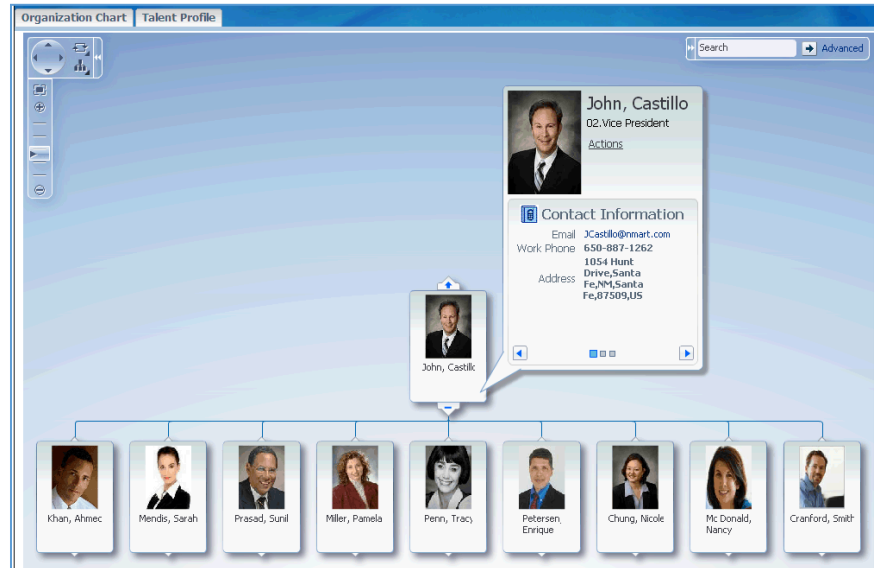 Organization Chart Talent Profile
Search Advanced
John, Castillo
02.Vice President
Actions
Contact Information
Email JCastillo@nmart.com
Work Phone 650-887-1262
Address 1054 Hunt
Drive,Santa
Fe,NM,Santa
Fe,87509,US
John, Castillo
Khan, Ahmec
Mendis, Sarah
Prasad, Sunil
Miller, Pamela
Penn, Tracy
Petersen,
Enrique
Chung, Nicole
Mc Donald,
Nancy
Cranford, Smith